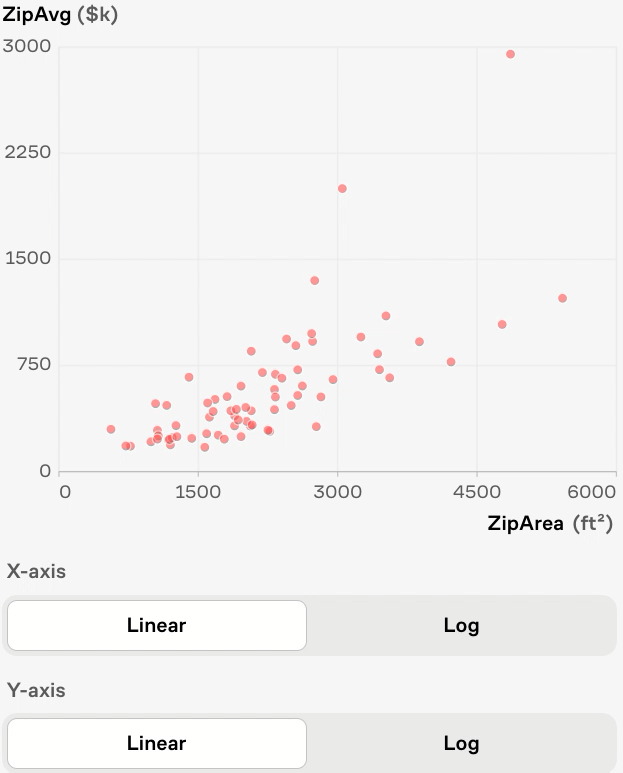 ZipAvg ($k)
3000
2250
1500
750
0
0 1500 3000 4500 6000
ZipArea (ft²)
X-axis
Linear Log
Y-axis
Linear Log